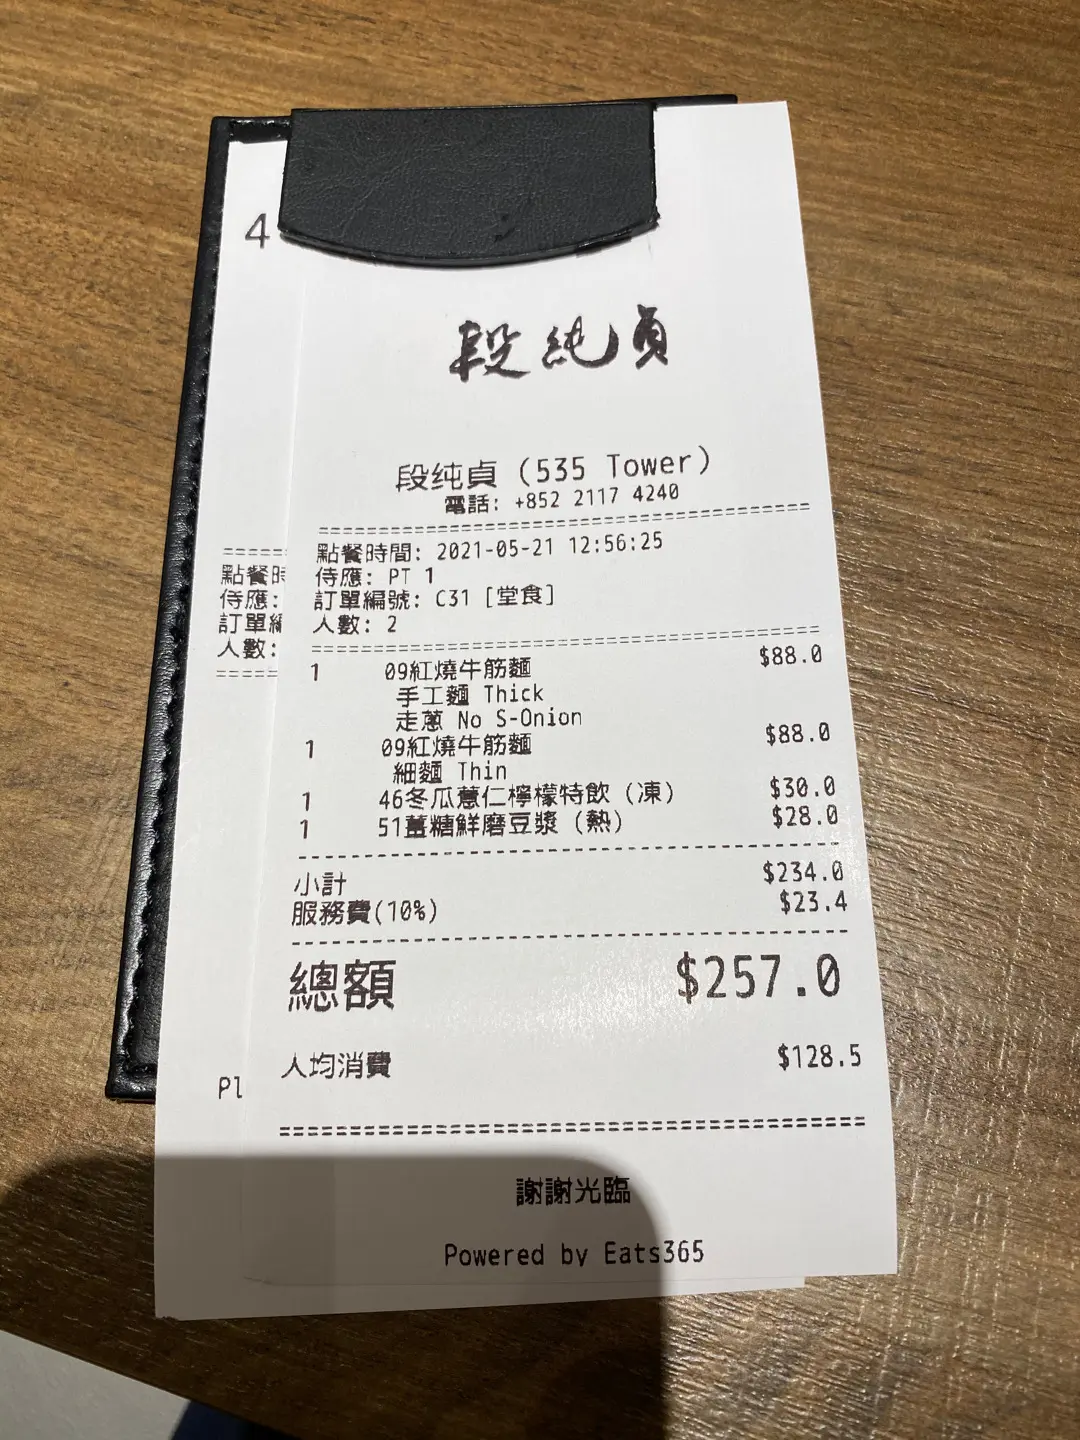 4
段純貞
段纯貞 (535 Tower)
電話: +852 2117 4240
點餐時間: 2021-05-21 12:56:25
侍應: PT 1
訂單編號: C31 [堂食]
人數: 2
1 09紅燒牛筋麵 $88.0
手工麵 Thick
走蔥 No S-Onion
1 09紅燒牛筋麵 $88.0
細麵 Thin
1 46冬瓜薏仁檸檬特飲 (凍) $30.0
1 51薑糖鮮磨豆漿 (熱) $28.0
小計 $234.0
服務費(10%) $23.4
總額 $257.0
人均消費 $128.5
謝謝光臨
Powered by Eats365
點餐時
侍應:
訂單編
人數:
Pl